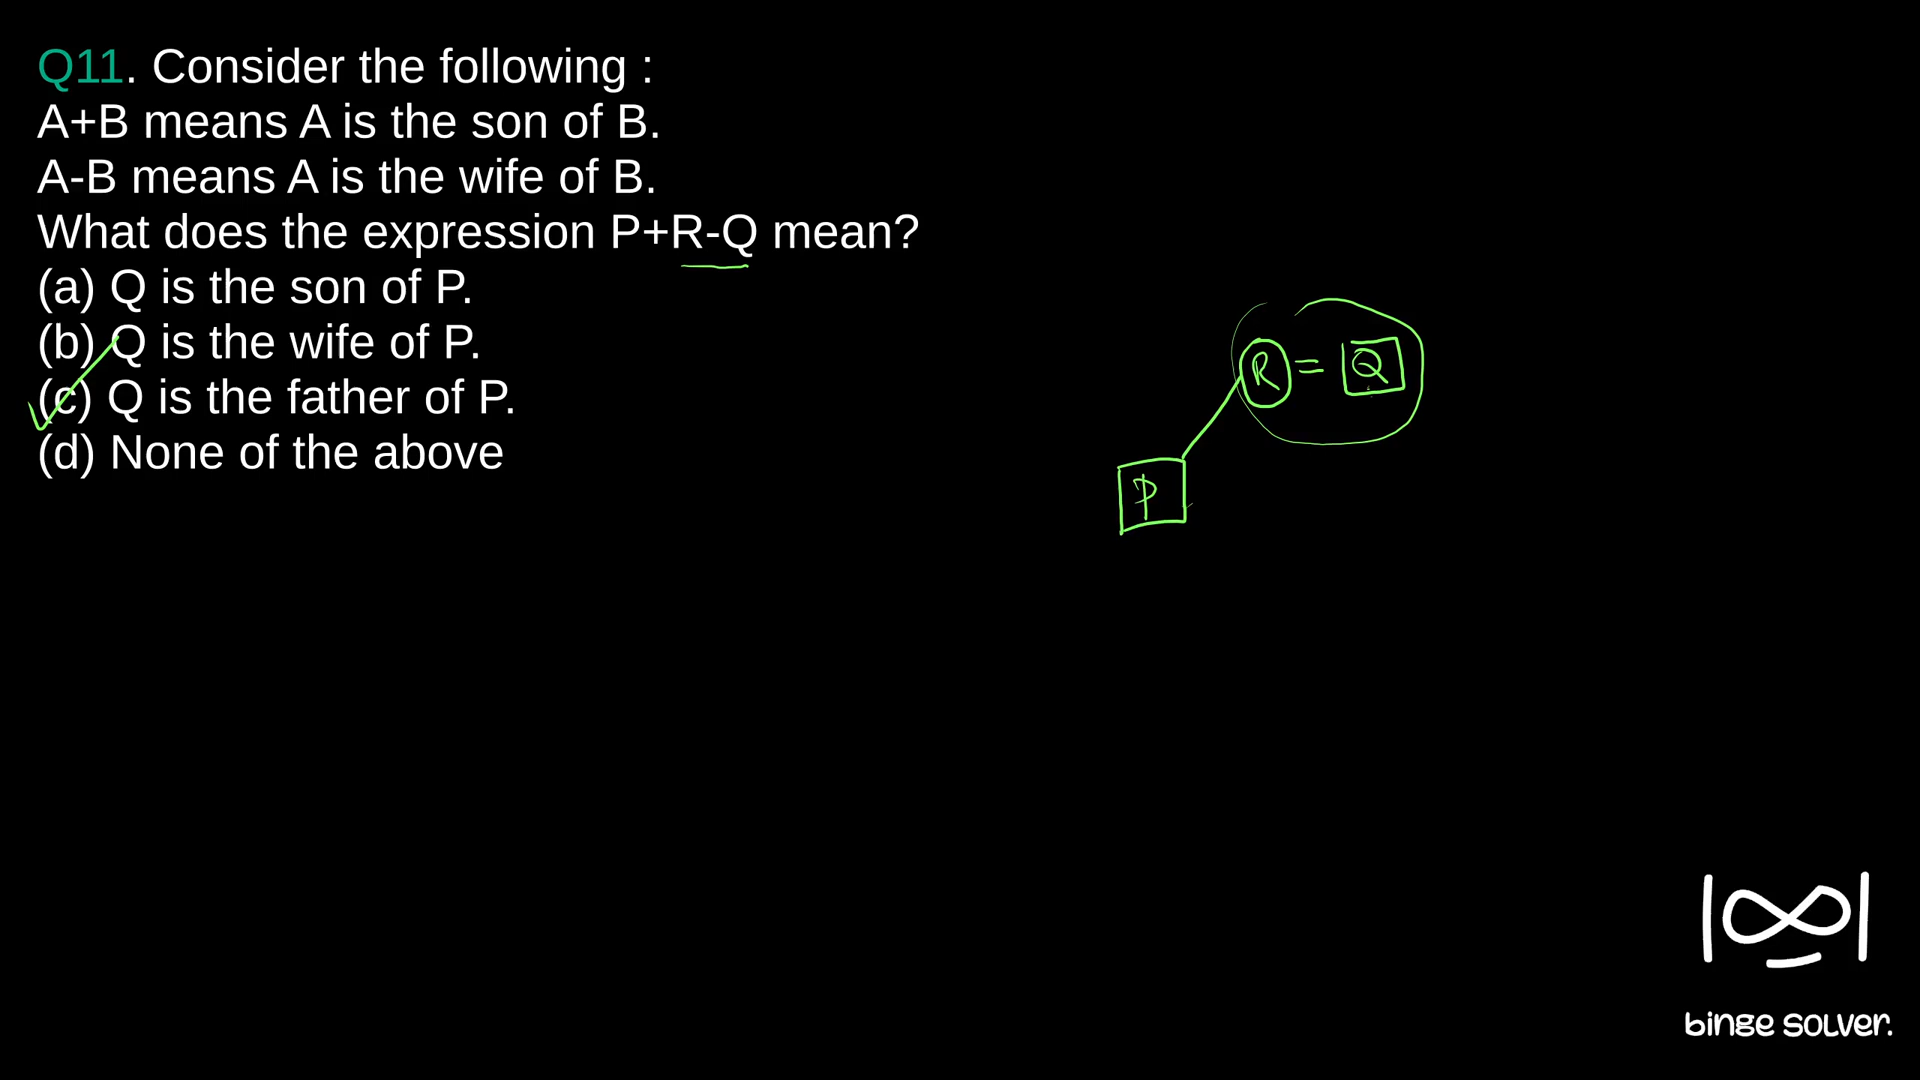 Q11. Consider the following :
A+B means A is the son of B.
A-B means A is the wife of B.
What does the expression P+R-Q mean?
(a) Q is the son of P.
(b) Q is the wife of P.
(c) Q is the father of P.
(d) None of the above
R = Q
P
binge SOLVER.